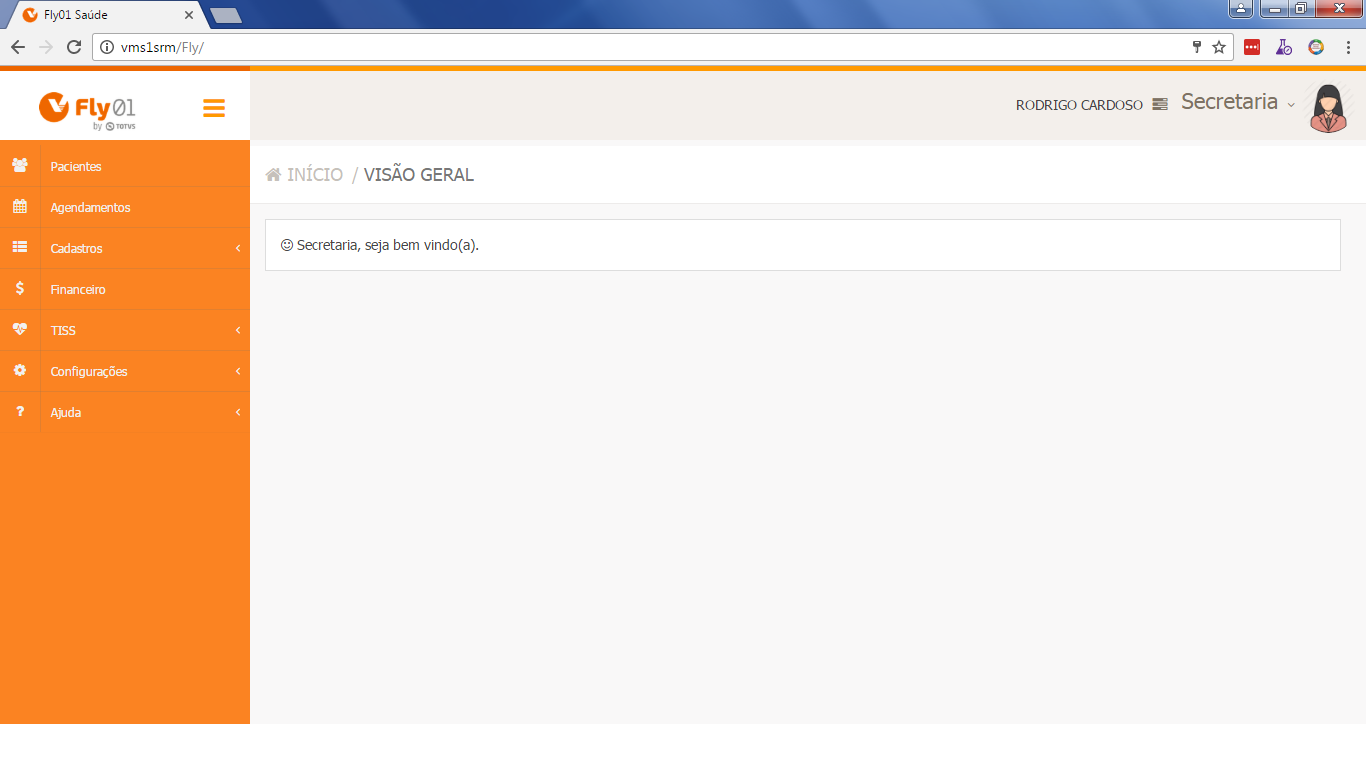 Fly01 Saúde
vms1srm/Fly/
Fly01
by TOTVS
RODRIGO CARDOSO
Secretaria
Pacientes
Agendamentos
Cadastros
Financeiro
TISS
Configurações
Ajuda
INÍCIO / VISÃO GERAL
Secretaria, seja bem vindo(a).